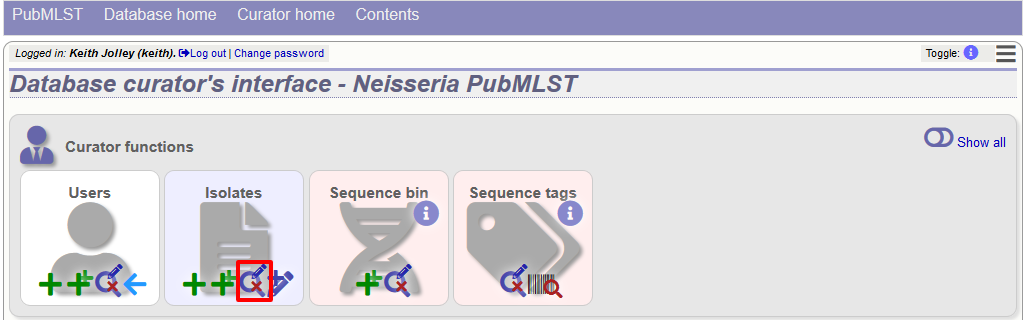 PubMLST Database home Curator home Contents
Logged in: Keith Jolley (keith). Log out | Change password Toggle: i
Database curator's interface - Neisseria PubMLST
Curator functions Show all
Users Isolates Sequence bin Sequence tags